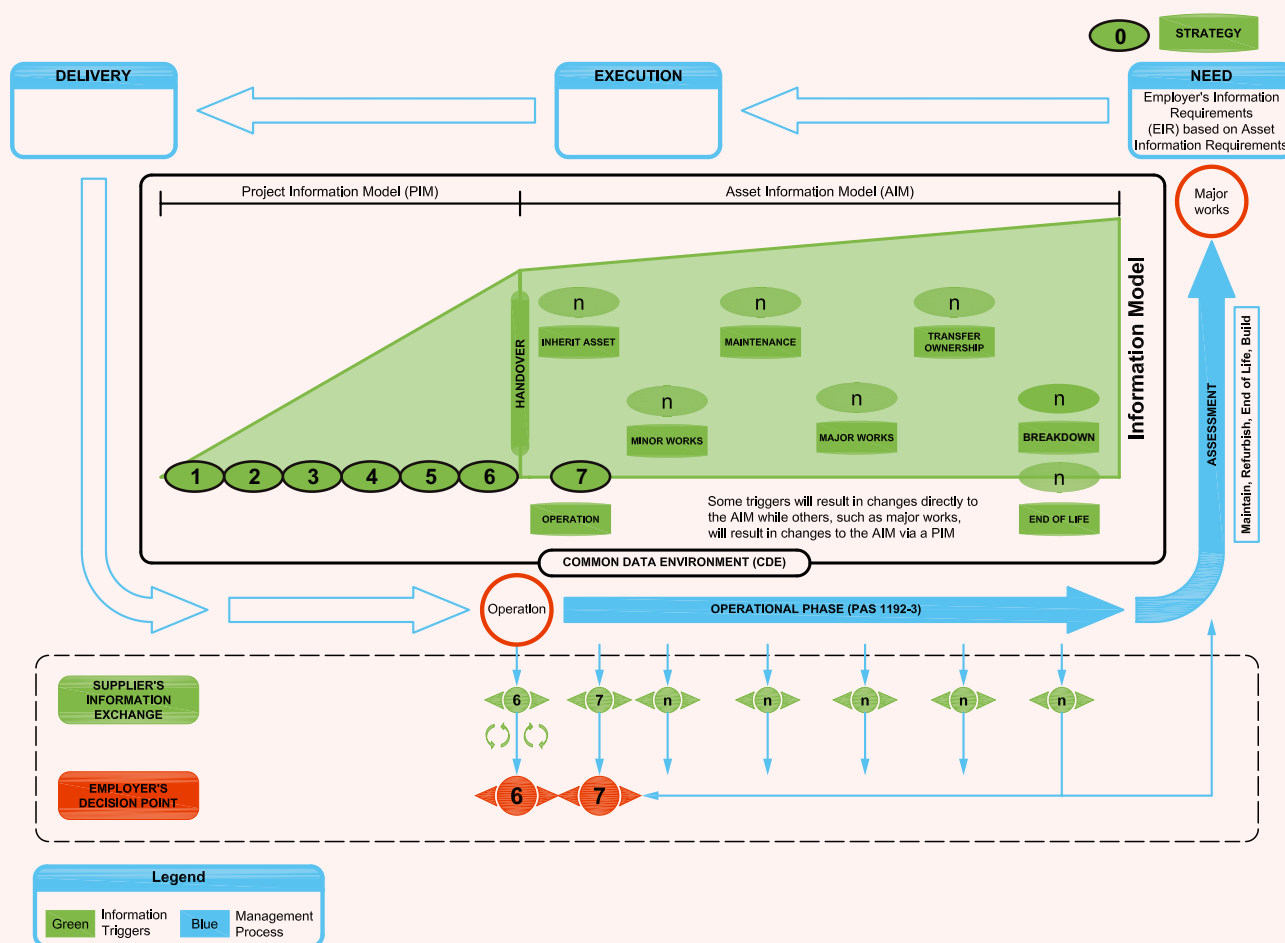 0
STRATEGY
DELIVERY
EXECUTION
NEED
Employer's Information
Requirements
(EIR) based on Asset
Information Requirements
Major
works
Project Information Model (PIM)
Asset Information Model (AIM)
Information Model
HANDOVER
n
INHERIT ASSET
n
MAINTENANCE
n
TRANSFER
OWNERSHIP
n
MINOR WORKS
n
MAJOR WORKS
n
BREAKDOWN
1
2
3
4
5
6
7
n
OPERATION
END OF LIFE
Some triggers will result in changes directly to
the AIM while others, such as major works,
will result in changes to the AIM via a PIM
COMMON DATA ENVIRONMENT (CDE)
ASSESSMENT
Maintain, Refurbish, End of Life, Build
Operation
OPERATIONAL PHASE (PAS 1192-3)
SUPPLIER'S
INFORMATION
EXCHANGE
6
7
n
n
n
n
n
EMPLOYER'S
DECISION POINT
6
7
Legend
Green
Information
Triggers
Blue
Management
Process